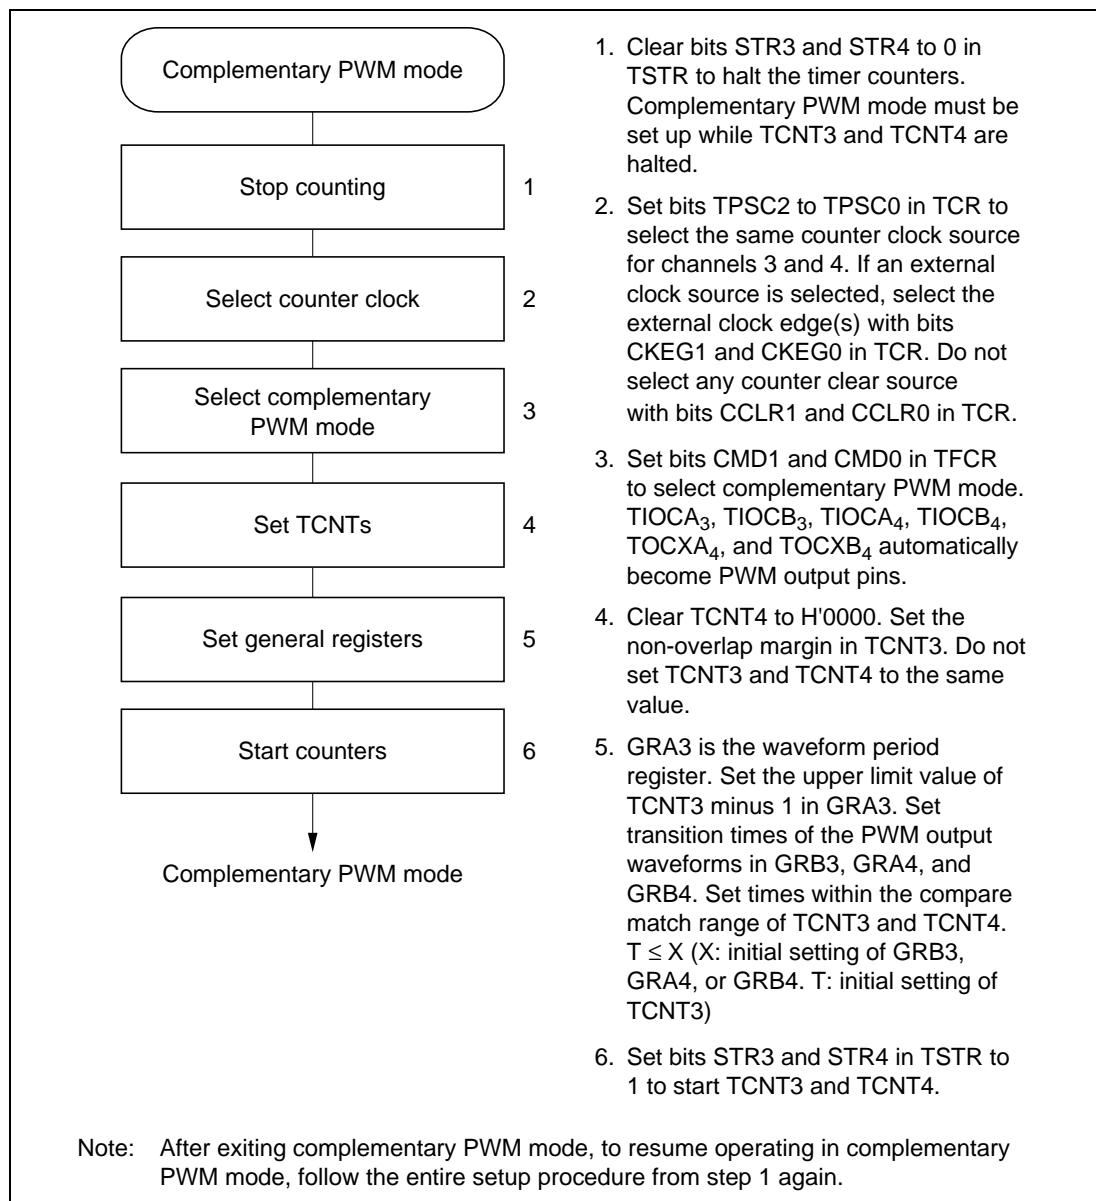 Complementary PWM mode
Stop counting 1
Select counter clock 2
Select complementary
PWM mode 3
Set TCNTs 4
Set general registers 5
Start counters 6
Complementary PWM mode
1. Clear bits STR3 and STR4 to 0 in
TSTR to halt the timer counters.
Complementary PWM mode must be
set up while TCNT3 and TCNT4 are
halted.
2. Set bits TPSC2 to TPSC0 in TCR to
select the same counter clock source
for channels 3 and 4. If an external
clock source is selected, select the
external clock edge(s) with bits
CKEG1 and CKEG0 in TCR. Do not
select any counter clear source
with bits CCLR1 and CCLR0 in TCR.
3. Set bits CMD1 and CMD0 in TFCR
to select complementary PWM mode.
TIOCA₃, TIOCB₃, TIOCA₄, TIOCB₄,
TOCXA₄, and TOCXB₄ automatically
become PWM output pins.
4. Clear TCNT4 to H'0000. Set the
non-overlap margin in TCNT3. Do not
set TCNT3 and TCNT4 to the same
value.
5. GRA3 is the waveform period
register. Set the upper limit value of
TCNT3 minus 1 in GRA3. Set
transition times of the PWM output
waveforms in GRB3, GRA4, and
GRB4. Set times within the compare
match range of TCNT3 and TCNT4.
T ≤ X (X: initial setting of GRB3,
GRA4, or GRB4. T: initial setting of
TCNT3)
6. Set bits STR3 and STR4 in TSTR to
1 to start TCNT3 and TCNT4.
Note: After exiting complementary PWM mode, to resume operating in complementary
PWM mode, follow the entire setup procedure from step 1 again.